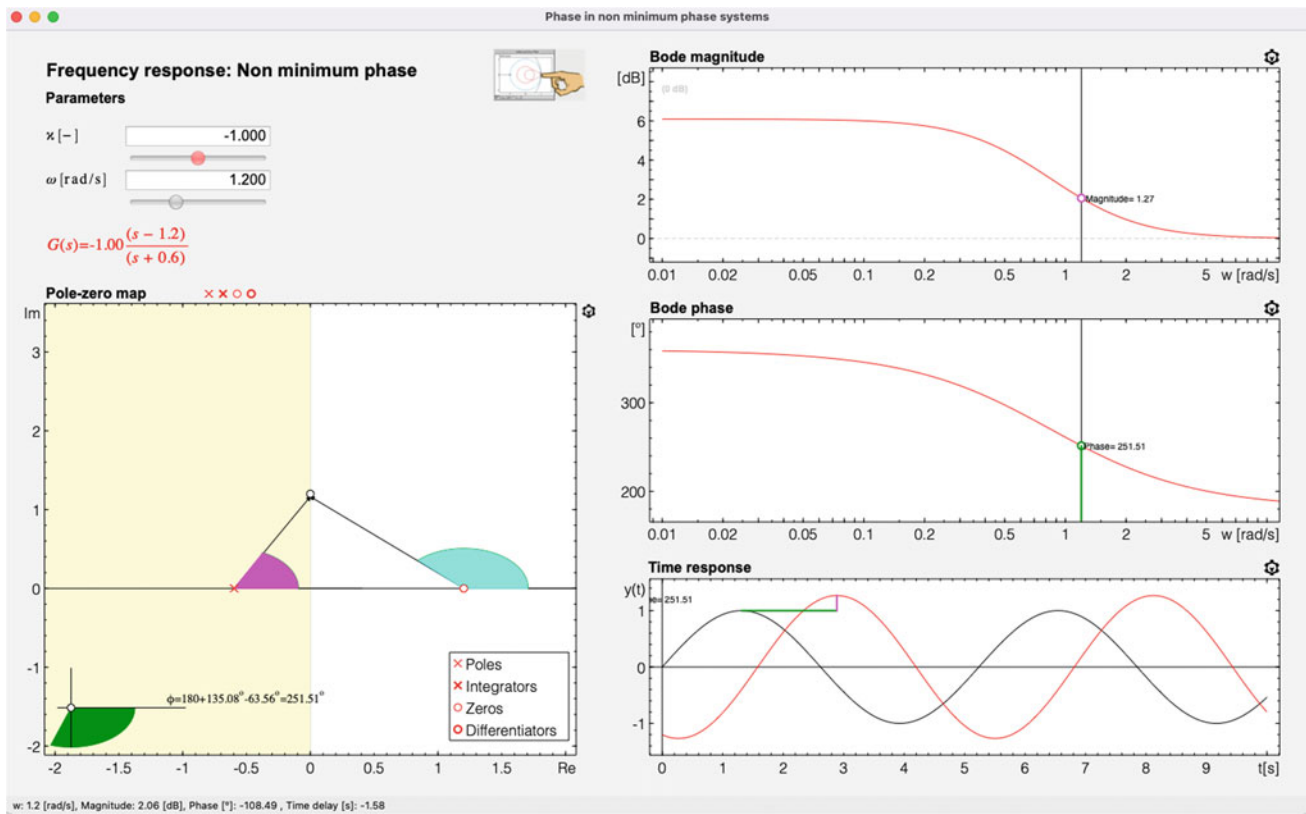 Phase in non minimum phase systems
Frequency response: Non minimum phase
Parameters
ϰ [−] -1.000
ω [rad/s] 1.200
G(s)=-1.00 (s − 1.2) / (s + 0.6)
Pole-zero map
Im
3
2
1
0
-1
-2
-2 -1.5 -1 -0.5 0 0.5 1 1.5 Re
ϕ=180+135.08°-63.56°=251.51°
Poles
Integrators
Zeros
Differentiators
Bode magnitude
[dB]
(0 dB)
6
4
2
0
Magnitude= 1.27
0.01 0.02 0.05 0.1 0.2 0.5 1 2 5 w [rad/s]
Bode phase
[º]
300
200
Phase= 251.51
0.01 0.02 0.05 0.1 0.2 0.5 1 2 5 w [rad/s]
Time response
y(t)
e= 251.51
1
0
-1
0 1 2 3 4 5 6 7 8 9 t[s]
w: 1.2 [rad/s], Magnitude: 2.06 [dB], Phase [º]: -108.49 , Time delay [s]: -1.58